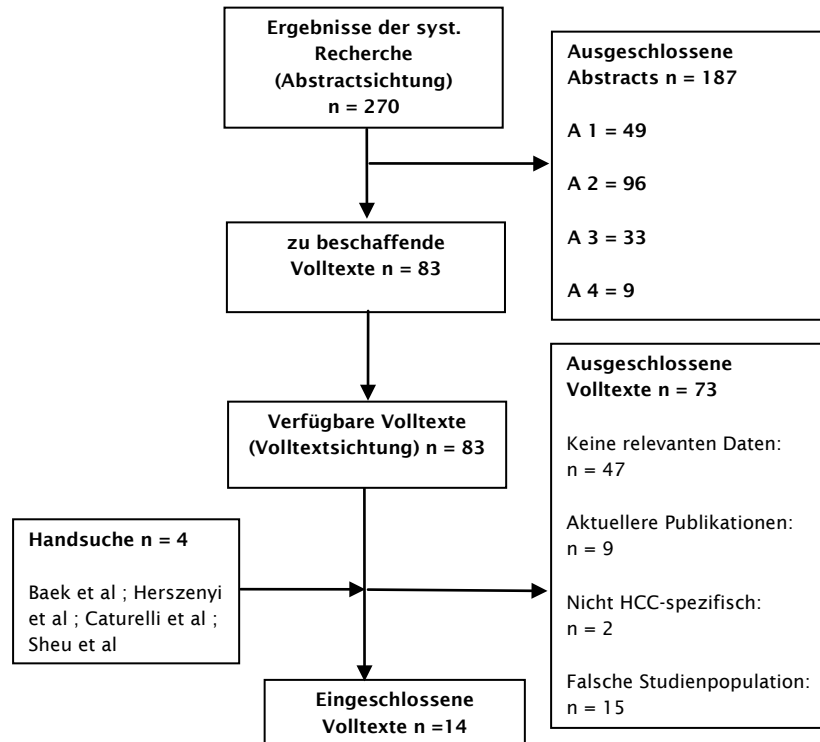 Ergebnisse der syst.
Recherche
(Abstractsichtung)
n = 270
Ausgeschlossene
Abstracts n = 187
A 1 = 49
A 2 = 96
A 3 = 33
A 4 = 9
zu beschaffende
Volltexte n = 83
Verfügbare Volltexte
(Volltextsichtung) n = 83
Ausgeschlossene
Volltexte n = 73
Keine relevanten Daten:
n = 47
Aktuellere Publikationen:
n = 9
Nicht HCC-spezifisch:
n = 2
Falsche Studienpopulation:
n = 15
Handsuche n = 4
Baek et al ; Herszenyi
et al ; Caturelli et al ;
Sheu et al
Eingeschlossene
Volltexte n =14